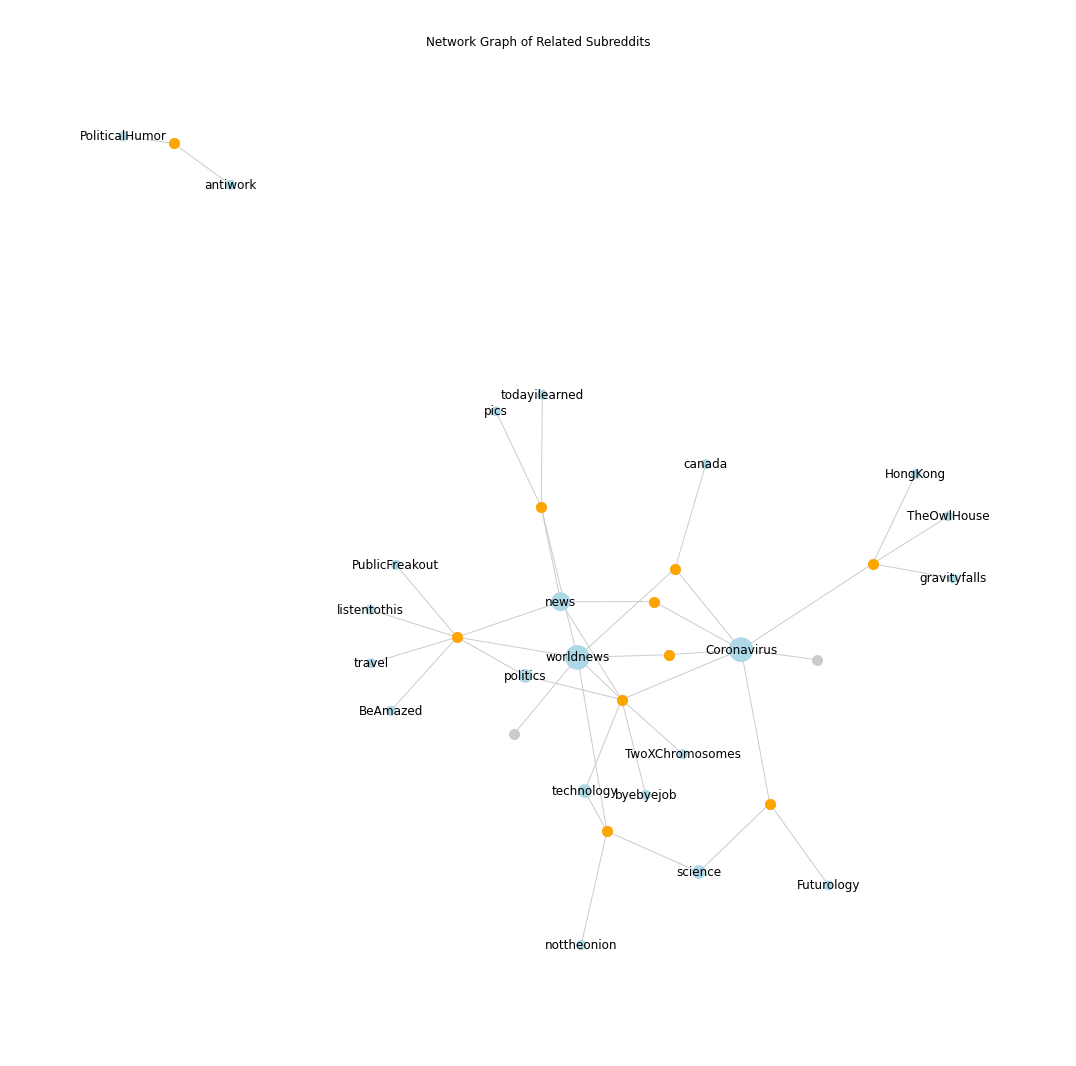 Network Graph of Related Subreddits
PoliticalHumor
antiwork
todayilearned
pics
canada
HongKong
TheOwlHouse
PublicFreakout
gravityfalls
news
listentothis
Coronavirus
worldnews
travel
politics
BeAmazed
TwoXChromosomes
technology
byebyejob
science
Futurology
nottheonion